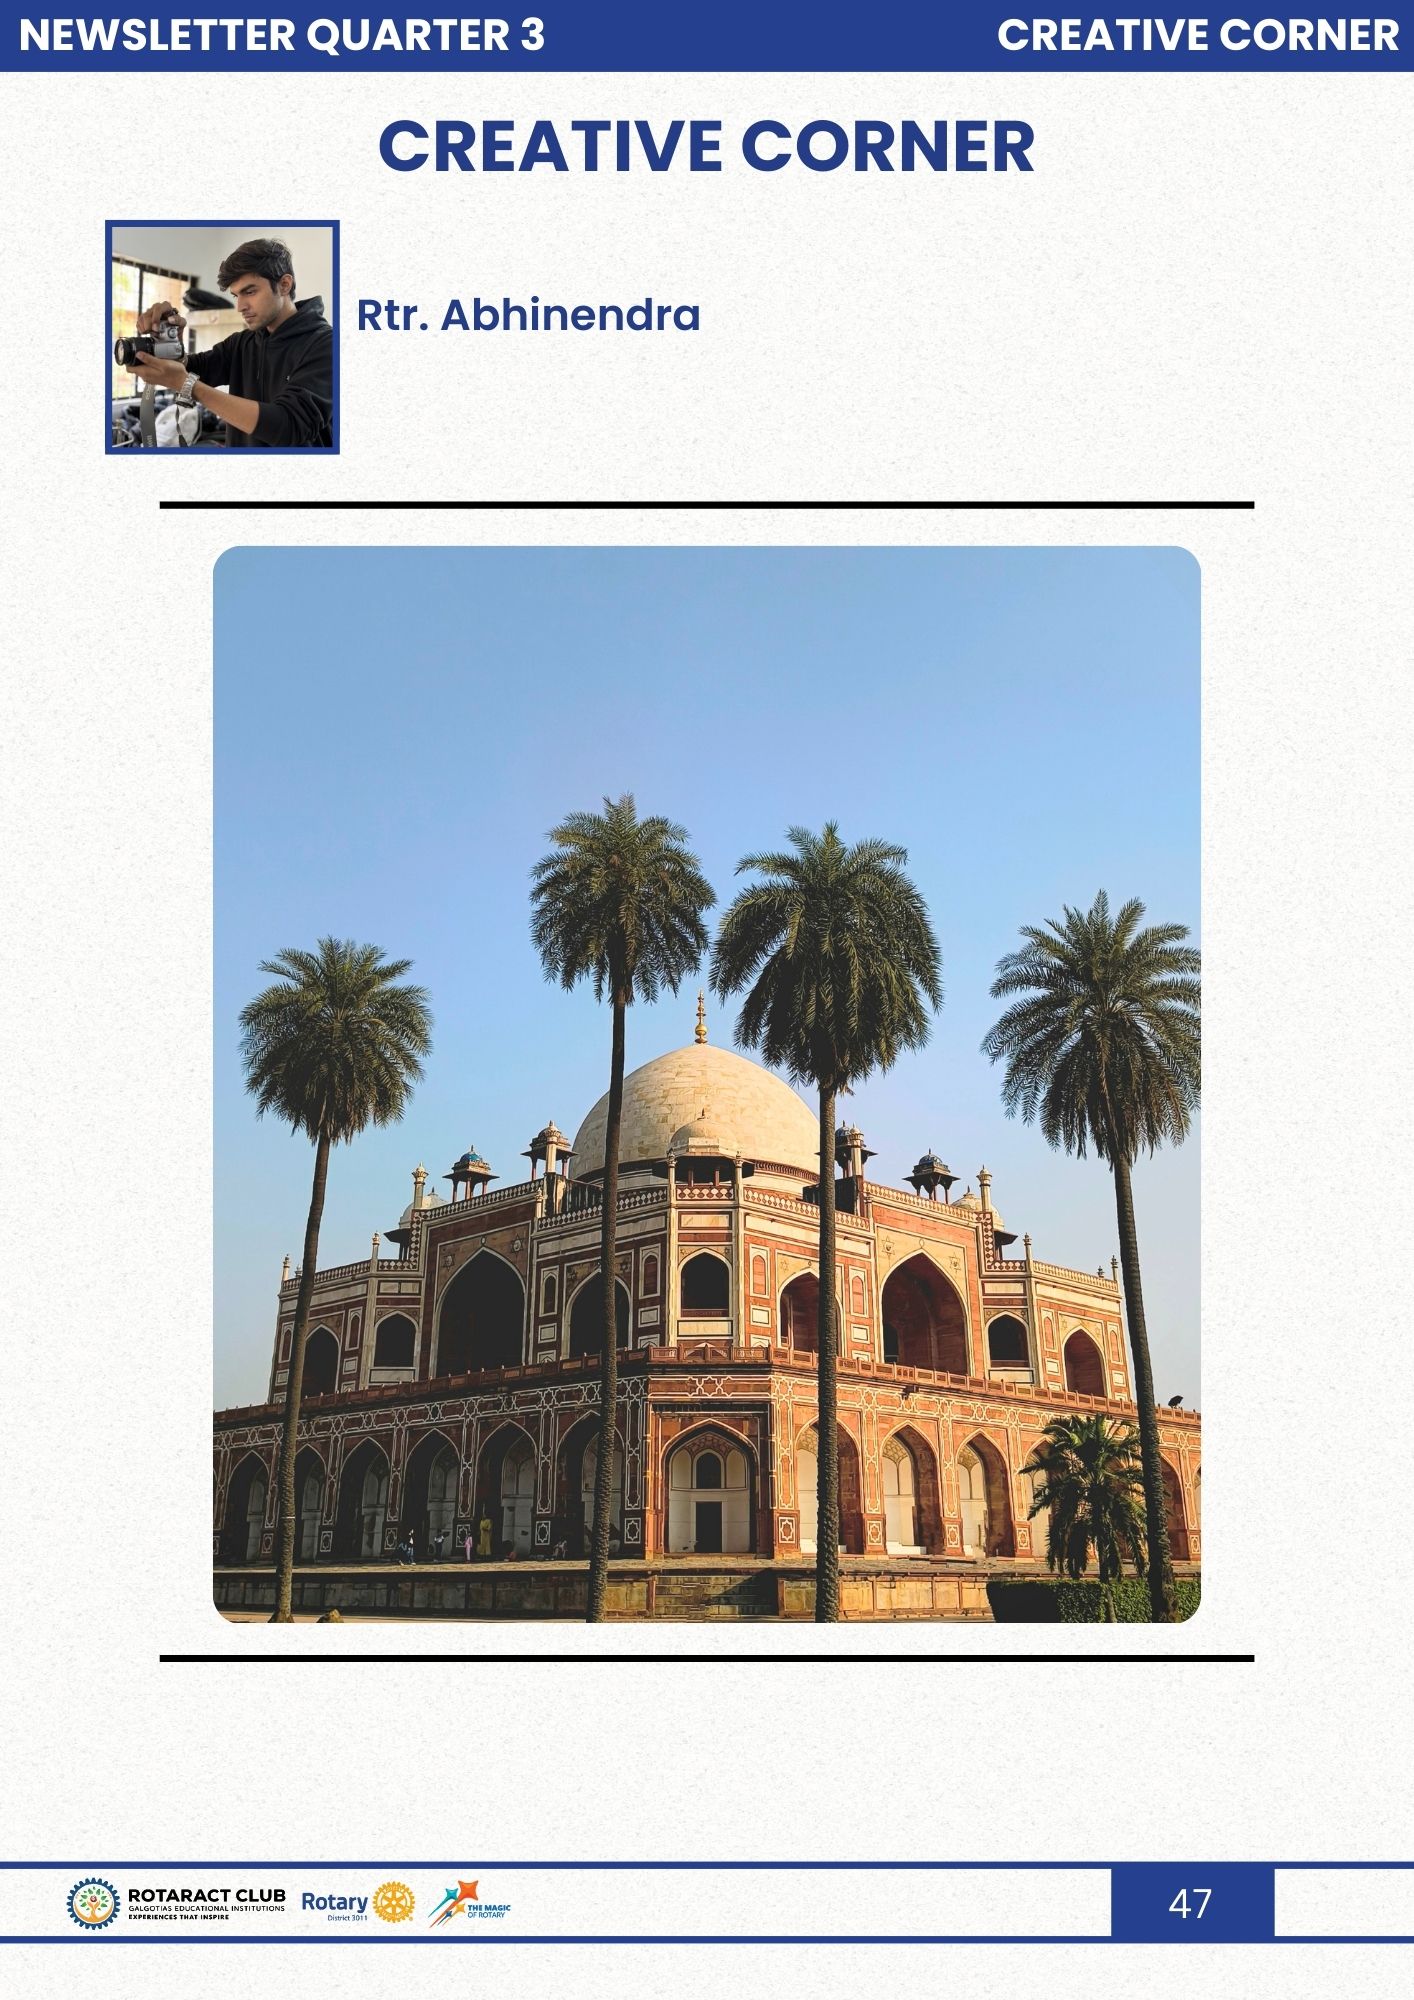 NEWSLETTER QUARTER 3
CREATIVE CORNER
CREATIVE CORNER
Rtr. Abhinendra
ROTARACT CLUB
GALGOTIAS EDUCATIONAL INSTITUTIONS
EXPERIENCES THAT INSPIRE
Rotary
District 3011
THE MAGIC
OF ROTARY
47